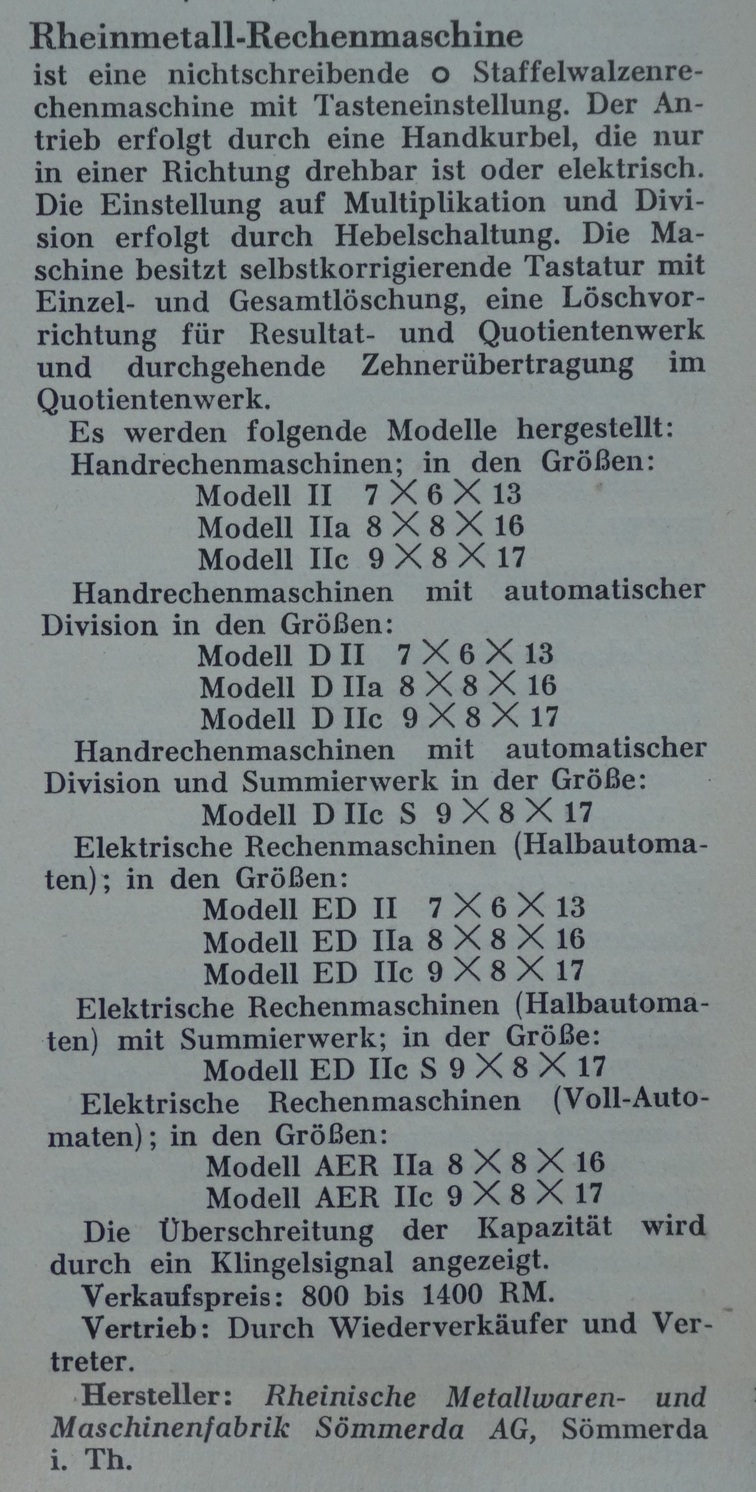 Rheinmetall-Rechenmaschine
ist eine nichtschreibende o Staffelwalzenre-
chenmaschine mit Tasteneinstellung. Der An-
trieb erfolgt durch eine Handkurbel, die nur
in einer Richtung drehbar ist oder elektrisch.
Die Einstellung auf Multiplikation und Divi-
sion erfolgt durch Hebelschaltung. Die Ma-
schine besitzt selbstkorrigierende Tastatur mit
Einzel- und Gesamtlöschung, eine Löschvor-
richtung für Resultat- und Quotientenwerk
und durchgehende Zehnerübertragung im
Quotientenwerk.
Es werden folgende Modelle hergestellt:
Handrechenmaschinen; in den Größen:
Modell II 7 × 6 × 13
Modell IIa 8 × 8 × 16
Modell IIc 9 × 8 × 17
Handrechenmaschinen mit automatischer
Division in den Größen:
Modell D II 7 × 6 × 13
Modell D IIa 8 × 8 × 16
Modell D IIc 9 × 8 × 17
Handrechenmaschinen mit automatischer
Division und Summierwerk in der Größe:
Modell D IIc S 9 × 8 × 17
Elektrische Rechenmaschinen (Halbautoma-
ten); in den Größen:
Modell ED II 7 × 6 × 13
Modell ED IIa 8 × 8 × 16
Modell ED IIc 9 × 8 × 17
Elektrische Rechenmaschinen (Halbautoma-
ten) mit Summierwerk; in der Größe:
Modell ED IIc S 9 × 8 × 17
Elektrische Rechenmaschinen (Voll-Auto-
maten); in den Größen:
Modell AER IIa 8 × 8 × 16
Modell AER IIc 9 × 8 × 17
Die Überschreitung der Kapazität wird
durch ein Klingelsignal angezeigt.
Verkaufspreis: 800 bis 1400 RM.
Vertrieb: Durch Wiederverkäufer und Ver-
treter.
Hersteller: Rheinische Metallwaren- und
Maschinenfabrik Sömmerda AG, Sömmerda
i. Th.